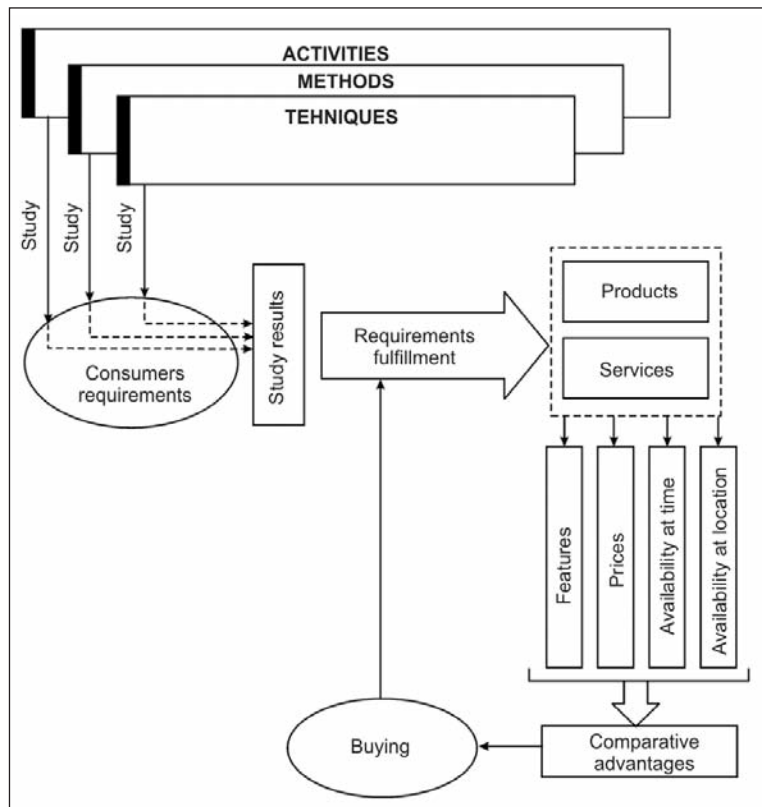 ACTIVITIES
METHODS
TEHNIQUES
Study
Study
Study
Consumers
requirements
Study results
Requirements
fulfillment
Products
Services
Features
Prices
Availability at time
Availability at location
Comparative
advantages
Buying